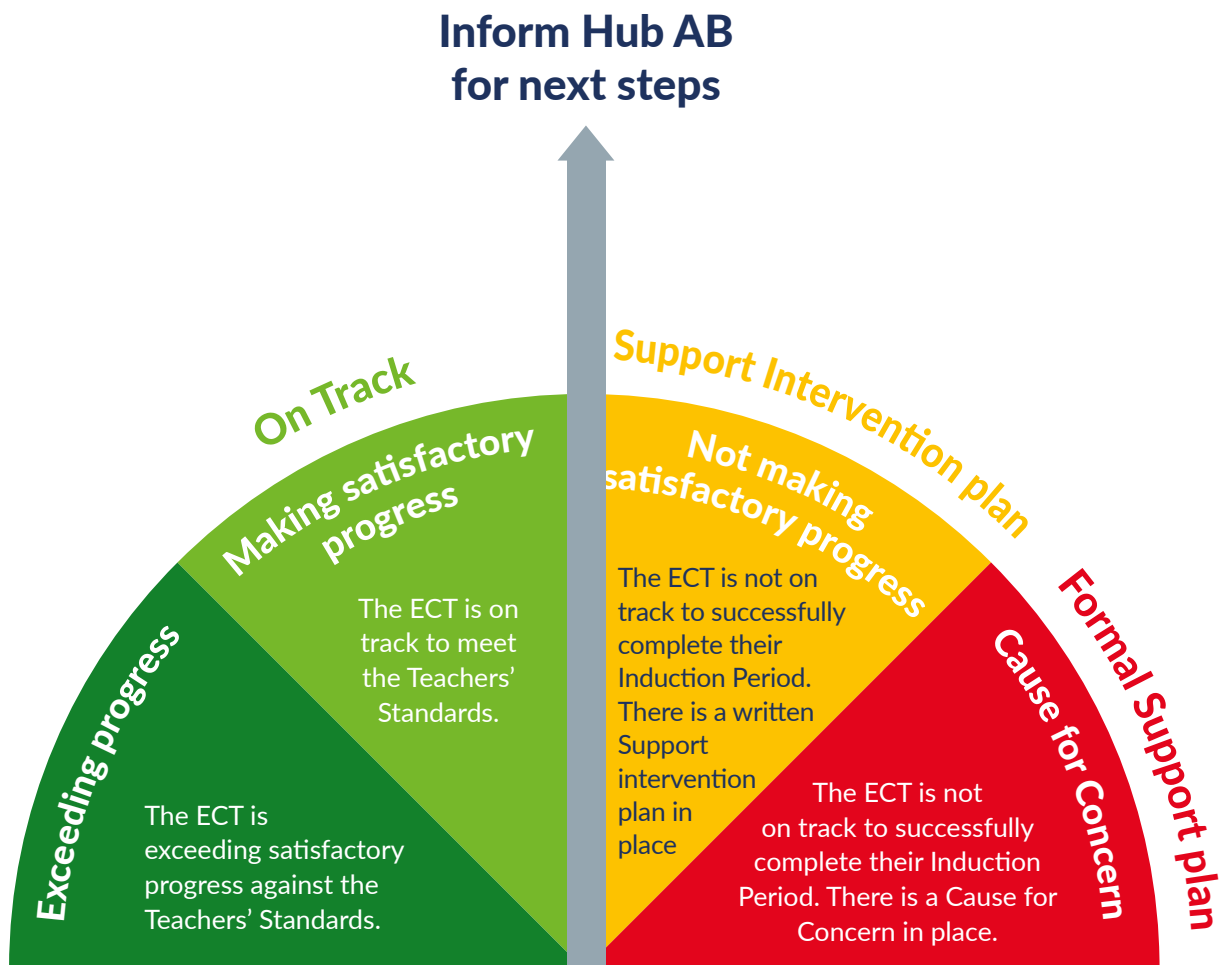 Inform Hub AB
for next steps
On Track
Support Intervention plan
Formal Support plan
Exceeding progress
The ECT is
exceeding satisfactory
progress against the
Teachers' Standards.
Making satisfactory
progress
The ECT is on
track to meet
the Teachers'
Standards.
Not making
satisfactory progress
The ECT is not on
track to successfully
complete their
Induction Period.
There is a written
Support
intervention
plan in
place
Cause for Concern
The ECT is not
on track to successfully
complete their Induction
Period. There is a Cause for
Concern in place.